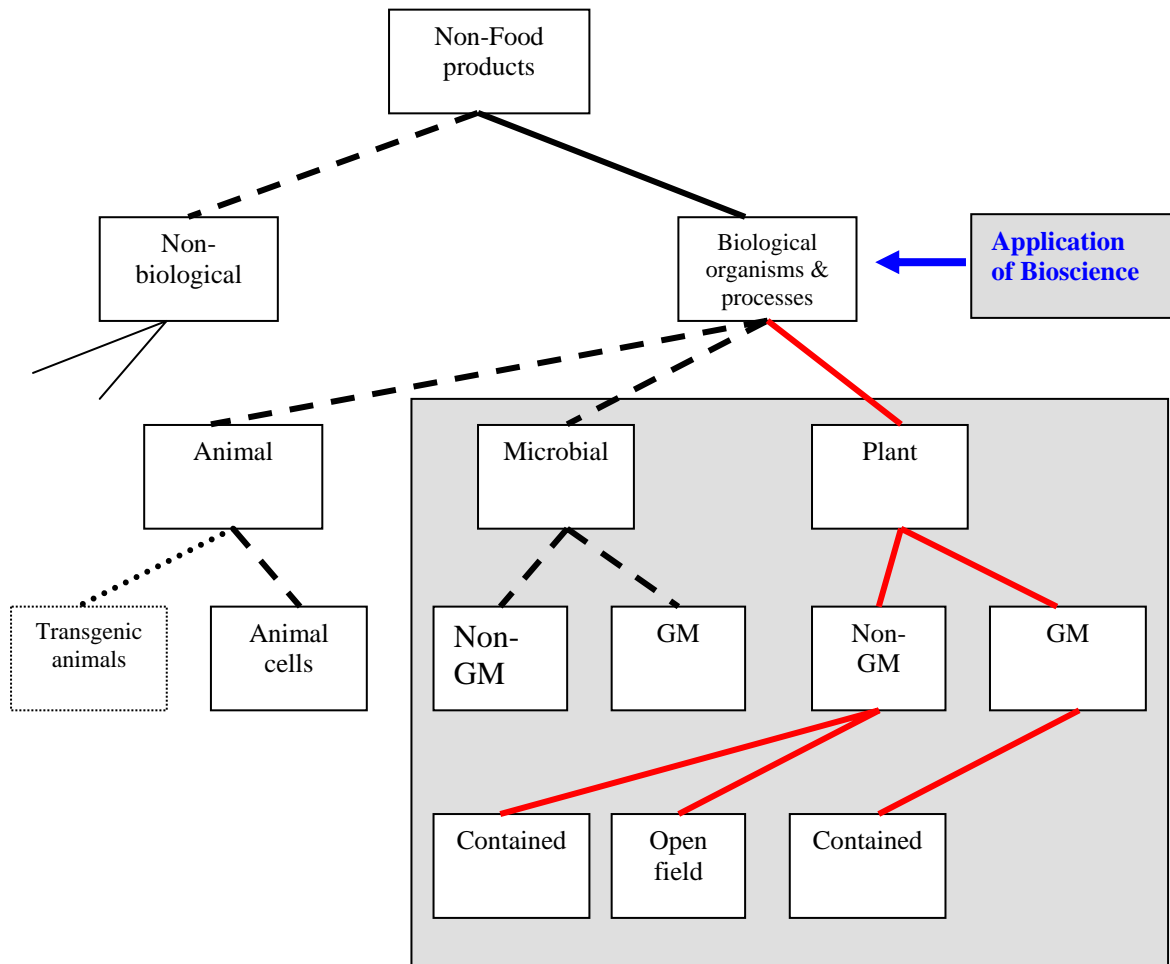 Non-Food
products
Non-
biological
Biological
organisms &
processes
Application
of Bioscience
Animal
Microbial
Plant
Transgenic
animals
Animal
cells
Non-
GM
GM
Non-
GM
GM
Contained
Open
field
Contained